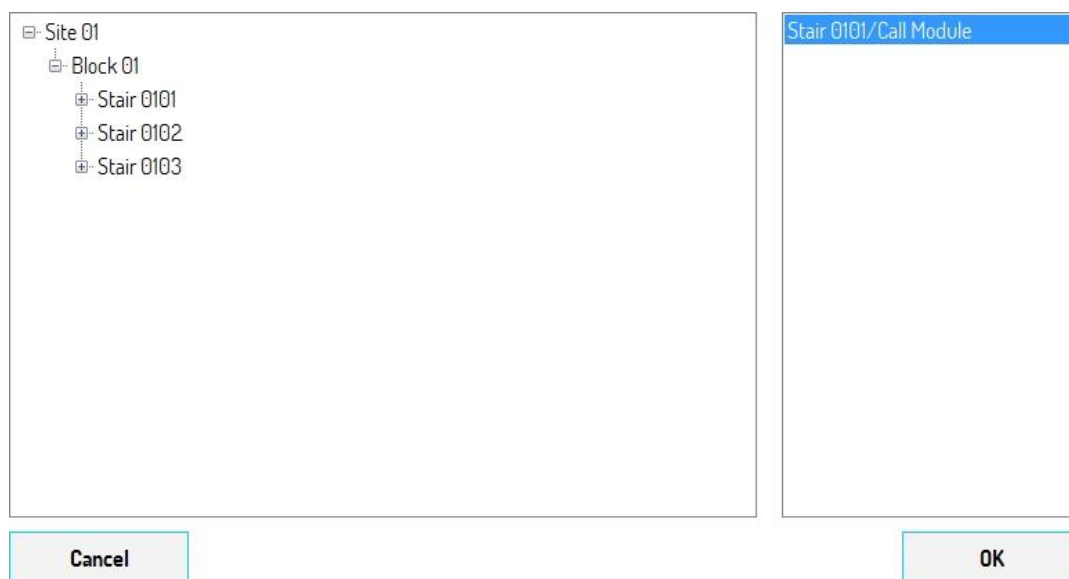 Site 01
Block 01
Stair 0101
Stair 0102
Stair 0103
Stair 0101/Call Module
Cancel
OK